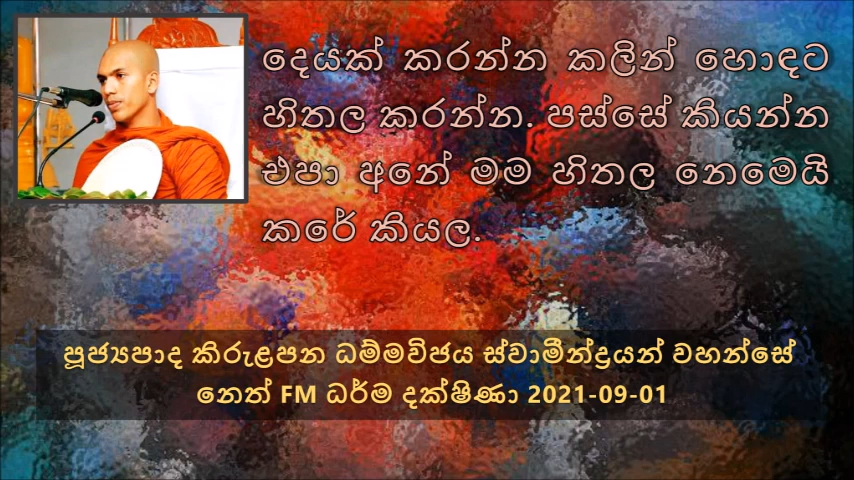 දෙයක් කරන්න කලින් හොඳට
හිතල කරන්න. පස්සේ කියන්න
එපා අනේ මම හිතල නෙමෙයි
කරේ කියල.
පූජ්‍යපාද කිරුළපන ධම්මවිජය ස්වාමීන්ද්‍රයන් වහන්සේ
නෙත් FM ධර්ම දක්ෂිණා 2021-09-01